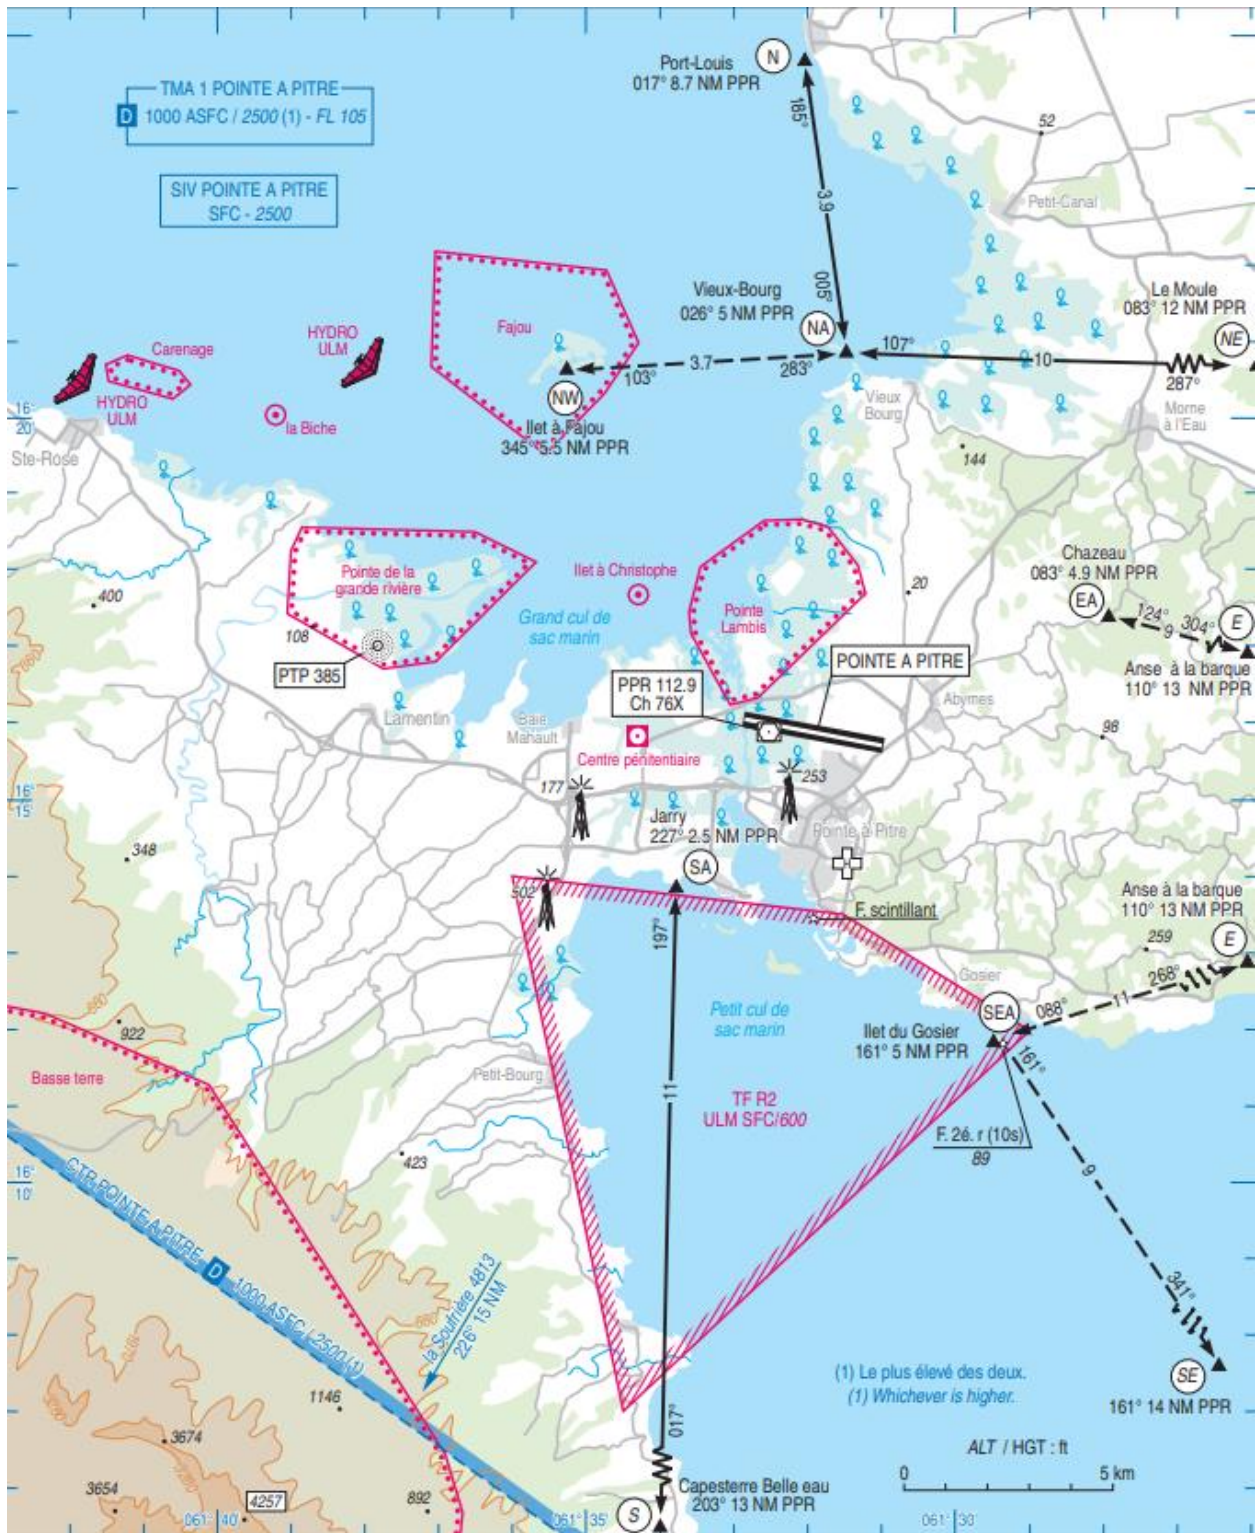 Port-Louis
017° 8.7 NM PPR
N
TMA 1 POINTE A PITRE
D 1000 ASFC / 2500 (1) - FL 105
185°
52
SIV POINTE A PITRE
SFC - 2500
3.9
Petit-Canal
Vieux-Bourg
026° 5 NM PPR
005°
NA
Le Moule
083° 12 NM PPR
NE
Fajou
HYDRO
ULM
Carenage
HYDRO
ULM
103°
3.7
283°
107°
10
287°
NW
Ilet à Fajou
345° 5.5 NM PPR
Vieux
Bourg
Morne
à l'Eau
16°
20'
la Biche
Ste-Rose
144
Chazeau
083° 4.9 NM PPR
EA
124°
9
304°
E
Anse à la barque
110° 13 NM PPR
Pointe de la
grande rivière
Ilet à Christophe
20
400
108
Grand cul de
sac marin
Pointe
Lambis
PTP 385
POINTE A PITRE
PPR 112.9
Ch 76X
Abymes
Lamentin
Baie
Mahault
Centre pénitentiaire
98
177
253
16°
15'
Jarry
227° 2.5 NM PPR
Pointe à Pitre
348
SA
502
F. scintillant
Anse à la barque
110° 13 NM PPR
E
259
197°
Gosier
SEA
088°
11
268°
Petit cul de
sac marin
Ilet du Gosier
161° 5 NM PPR
161°
660
922
Basse terre
Petit-Bourg
11
TF R2
ULM SFC/600
F. 2é. r (10s)
89
423
9
16°
10'
CTR POINTE A PITRE D 1000 ASFC / 2500 (1)
la Soufrière 4813
226° 15 NM
660
341°
SE
161° 14 NM PPR
(1) Le plus élevé des deux.
(1) Whichever is higher.
1146
017°
3674
ALT / HGT : ft
0
5 km
3654
4257
892
Capesterre Belle eau
203° 13 NM PPR
S
061° 40'
061° 35'
061° 30'